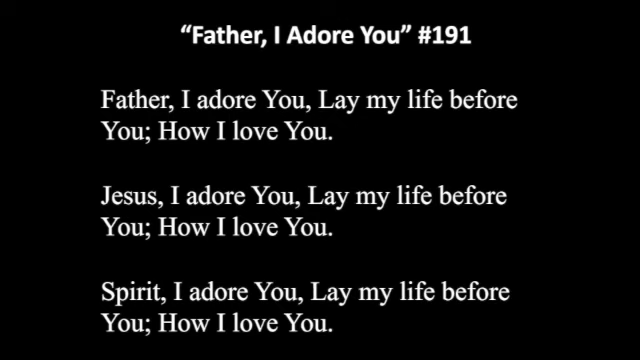 “Father, I Adore You” #191
Father, I adore You, Lay my life before
You; How I love You.
Jesus, I adore You, Lay my life before
You; How I love You.
Spirit, I adore You, Lay my life before
You; How I love You.